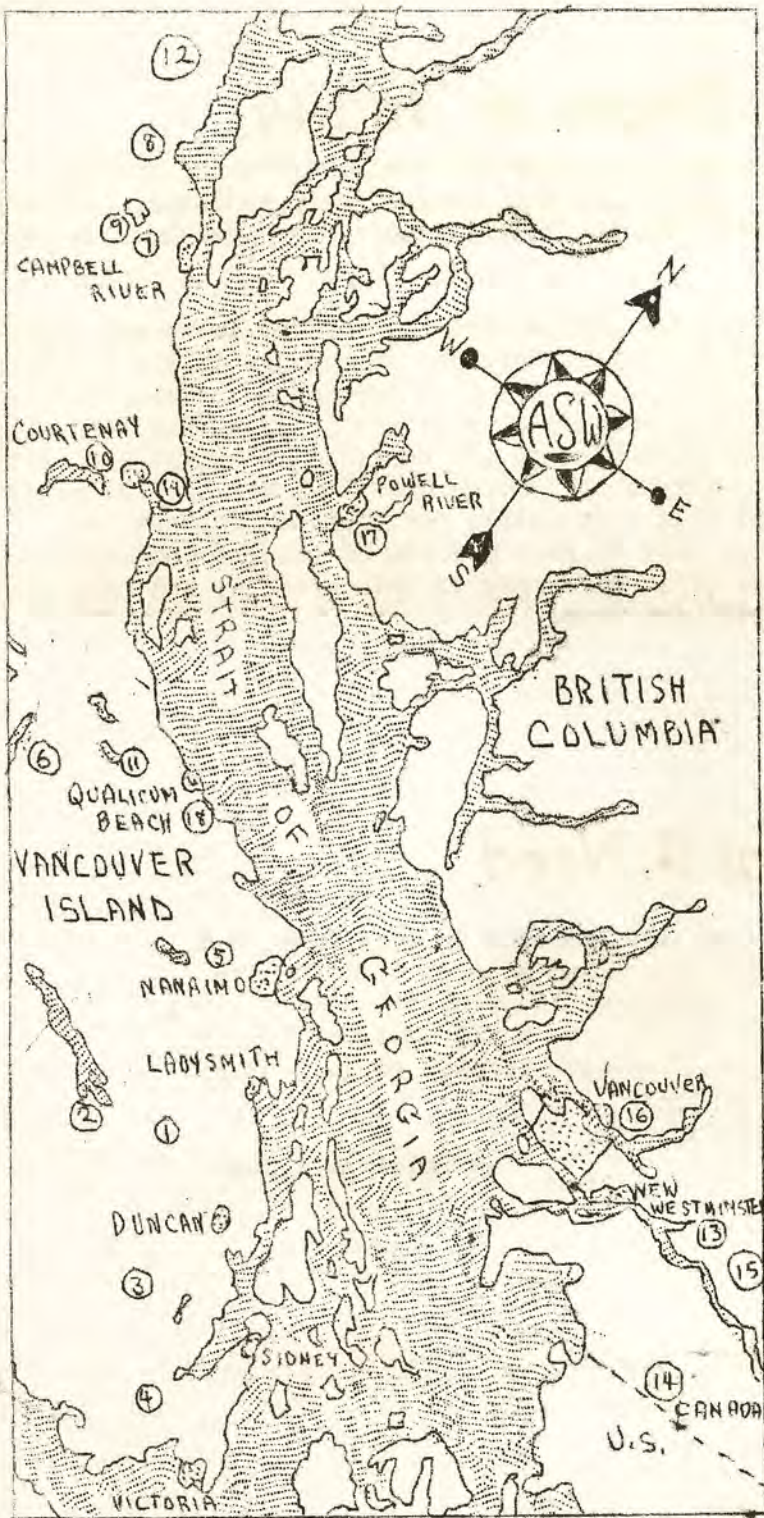 12
8
9
7
CAMPBELL
RIVER
N
W
ASW
E
S
COURTENAY
10
19
POWELL
RIVER
17
STRAIT
OF
GEORGIA
BRITISH
COLUMBIA
6
11
QUALICUM
BEACH 18
VANCOUVER
ISLAND
5
NANAIMO
LADYSMITH
2
1
VANCOUVER
16
NEW
WESTMINSTER
13
15
DUNCAN
3
SIDNEY
4
14
CANADA
U.S.
VICTORIA